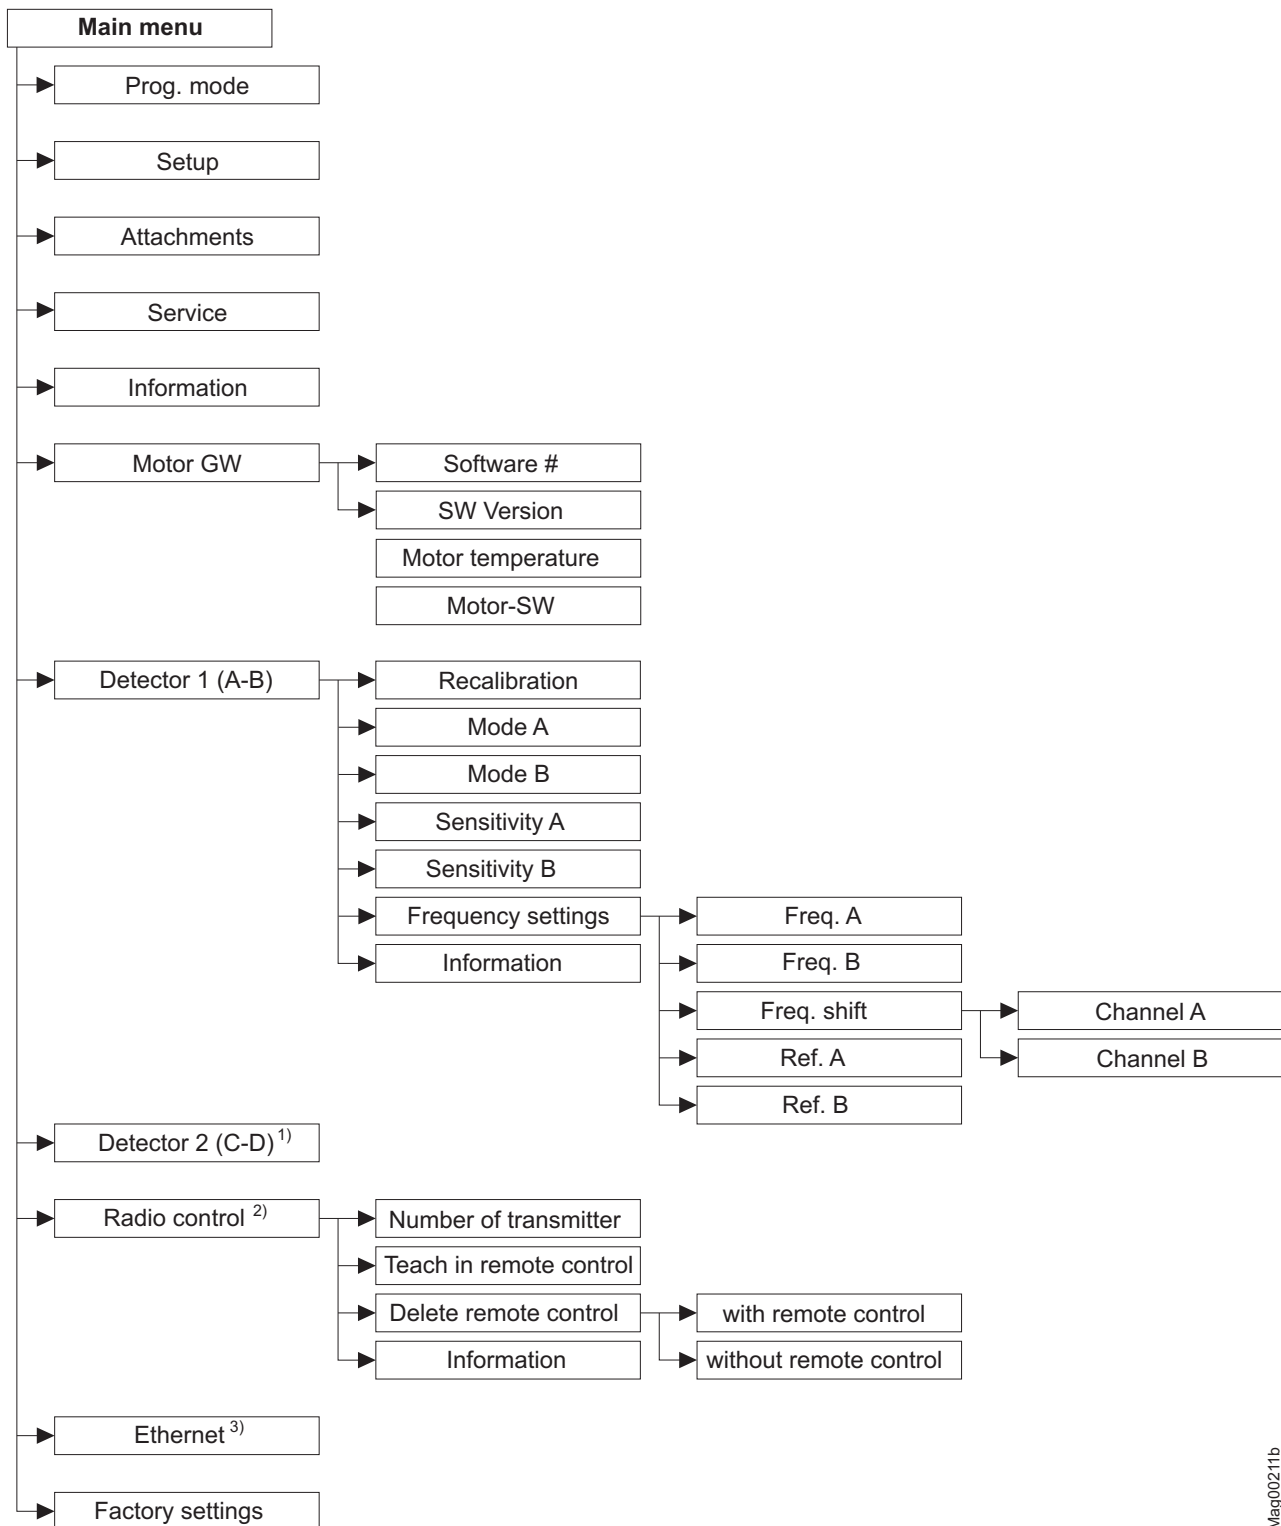 Main menu
Prog. mode
Setup
Attachments
Service
Information
Motor GW
Software #
SW Version
Motor temperature
Motor-SW
Detector 1 (A-B)
Recalibration
Mode A
Mode B
Sensitivity A
Sensitivity B
Frequency settings
Freq. A
Information
Freq. B
Freq. shift
Channel A
Ref. A
Channel B
Ref. B
Detector 2 (C-D) 1)
Radio control 2)
Number of transmitter
Teach in remote control
Delete remote control
with remote control
Information
without remote control
Ethernet 3)
Factory settings
Mag00211b